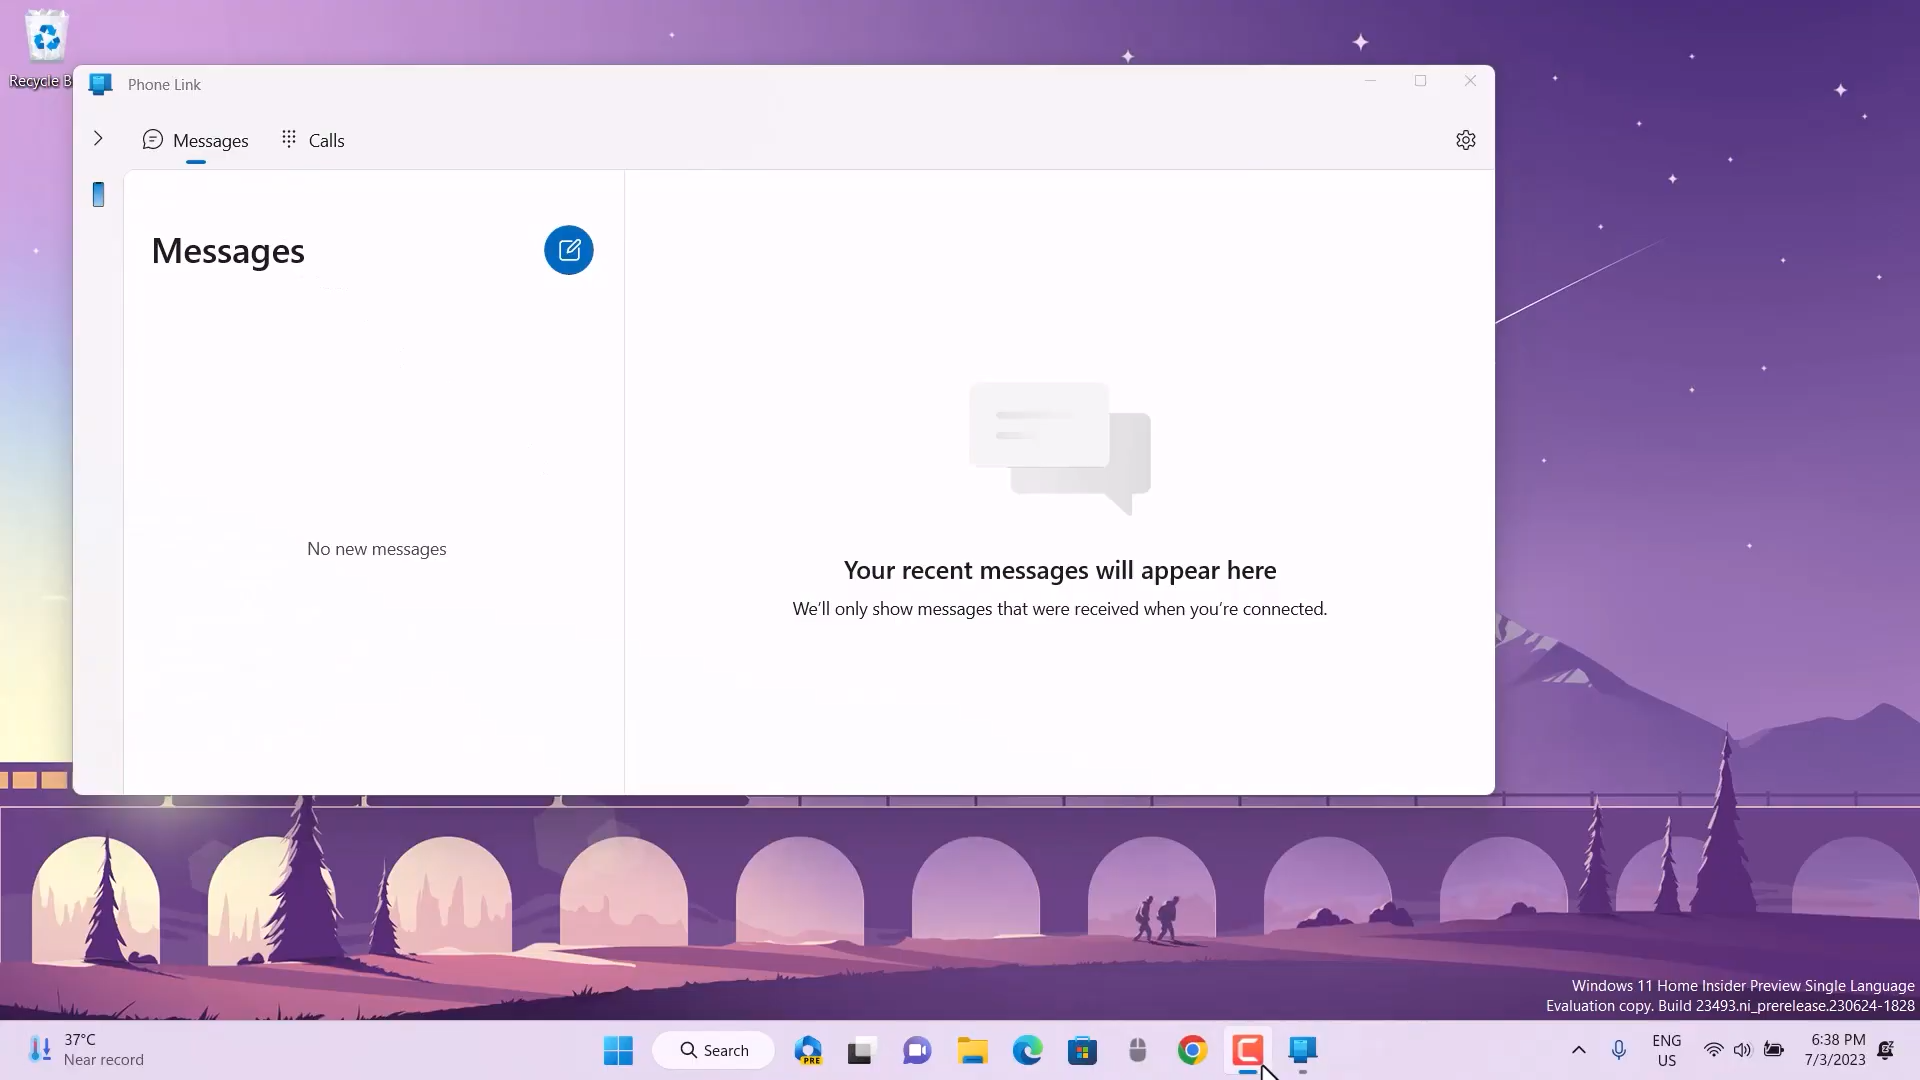 Recycle B
Phone Link
Messages
Calls
Messages
No new messages
Your recent messages will appear here
We'll only show messages that were received when you're connected.
Windows 11 Home Insider Preview Single Language
Evaluation copy. Build 23493.ni_prerelease.230624-1828
37°C
Near record
Search
PRE
ENG
US
6:38 PM
7/3/2023